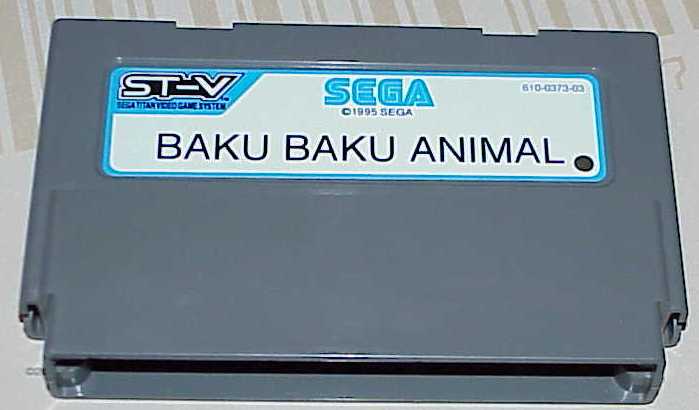 ST-V
SEGA TITAN VIDEO GAME SYSTEM
SEGA
©1995 SEGA
610-0373-03
BAKU BAKU ANIMAL